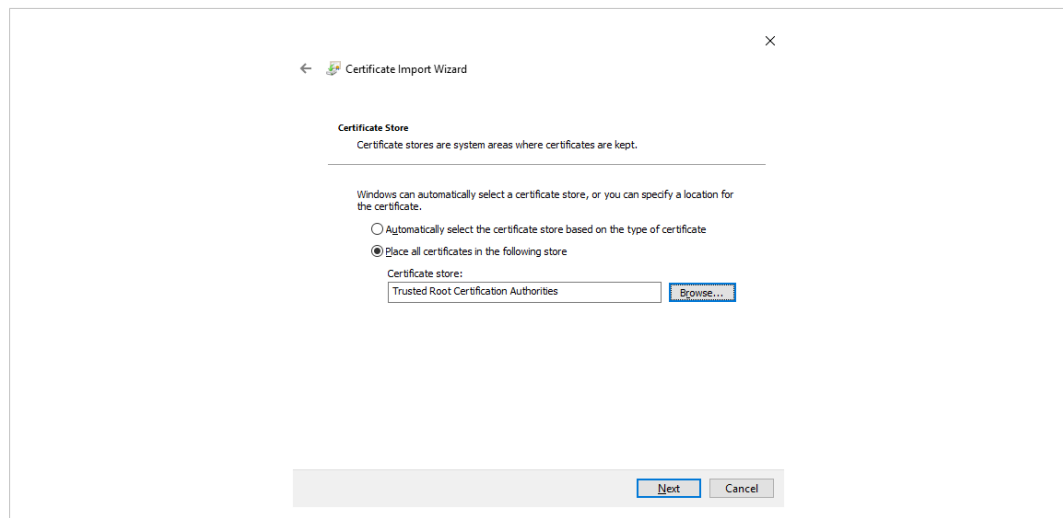 Certificate Import Wizard
Certificate Store
Certificate stores are system areas where certificates are kept.
Windows can automatically select a certificate store, or you can specify a location for
the certificate.
Automatically select the certificate store based on the type of certificate
Place all certificates in the following store
Certificate store:
Trusted Root Certification Authorities
Browse...
Next
Cancel